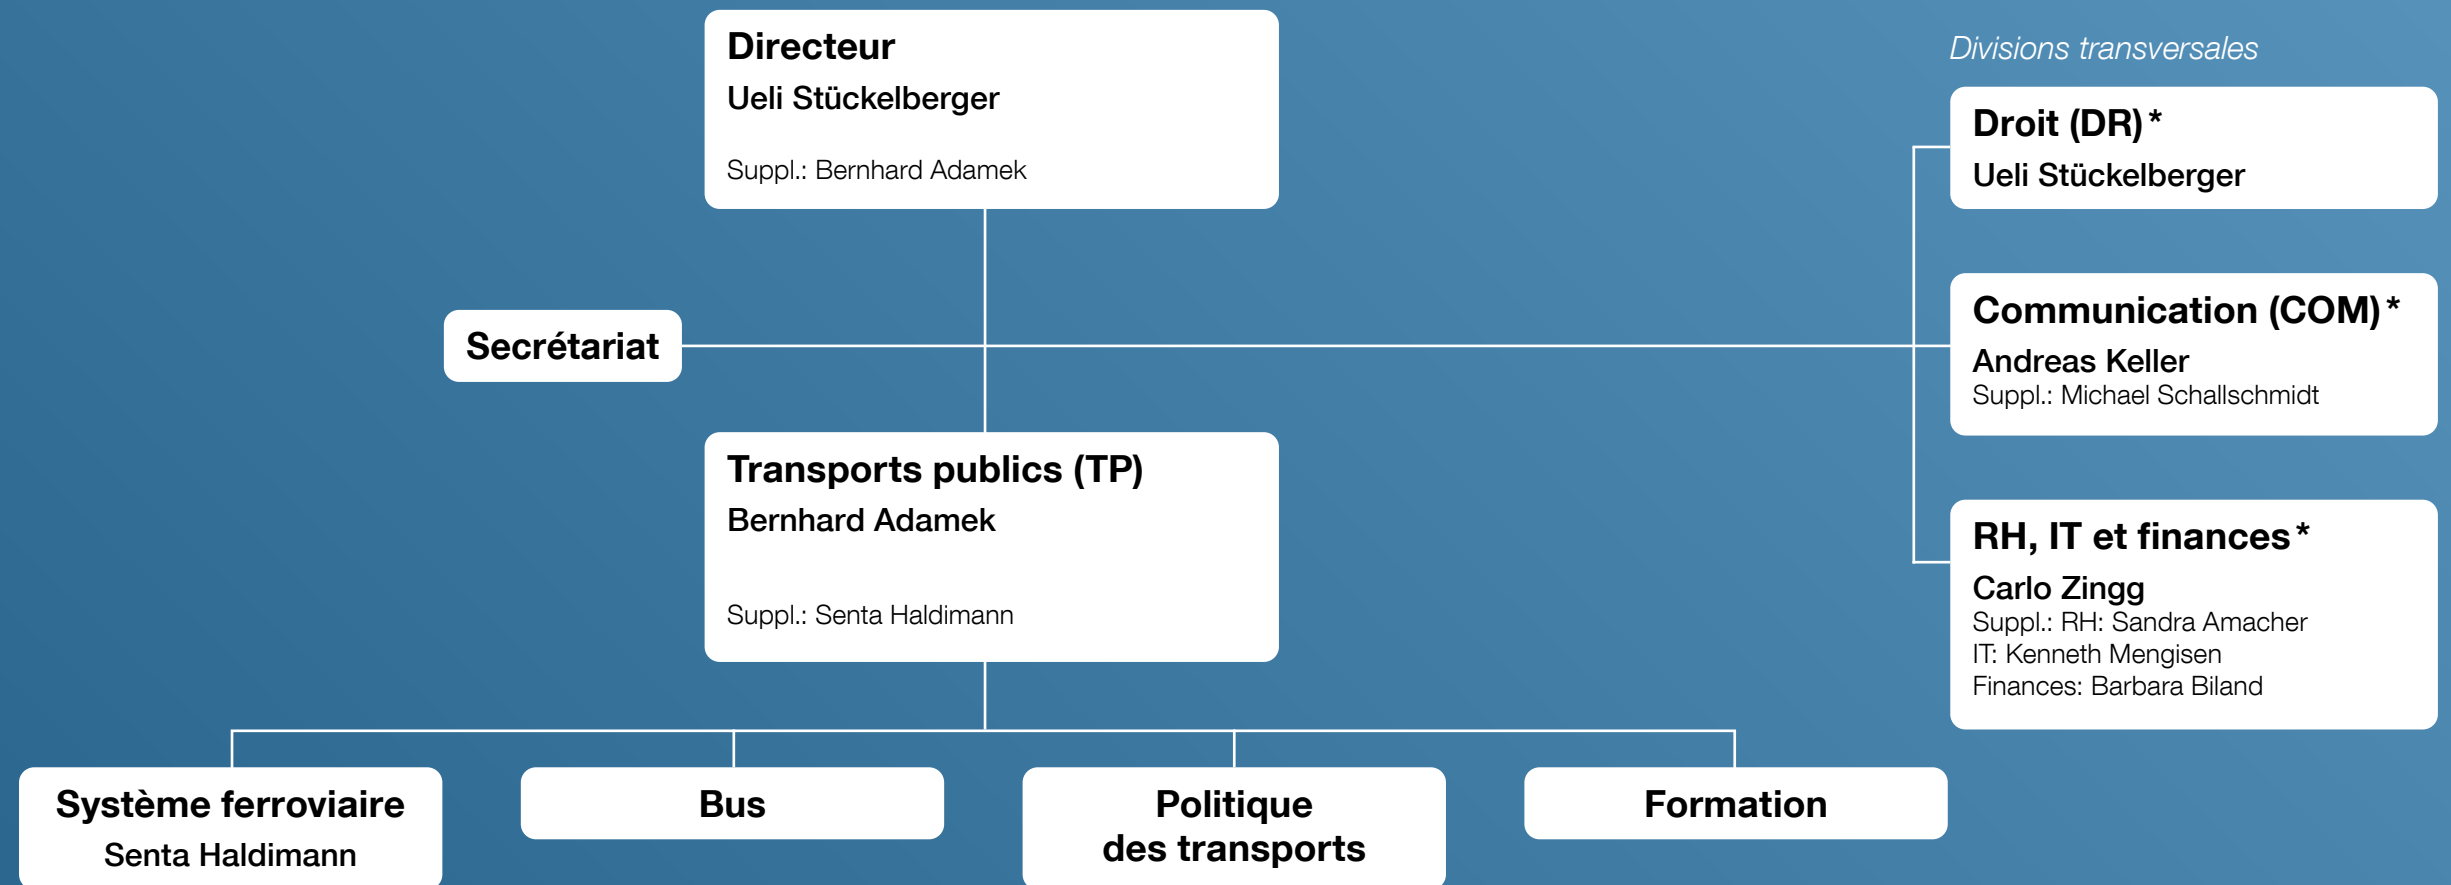 Directeur
Ueli Stückelberger
Suppl.: Bernhard Adamek
Divisions transversales
Droit (DR)*
Ueli Stückelberger
Communication (COM)*
Andreas Keller
Suppl.: Michael Schallschmidt
Secrétariat
Transports publics (TP)
Bernhard Adamek
Suppl.: Senta Haldimann
RH, IT et finances*
Carlo Zingg
Suppl.: RH: Sandra Amacher
IT: Kenneth Mengisen
Finances: Barbara Biland
Système ferroviaire
Senta Haldimann
Bus
Politique
des transports
Formation